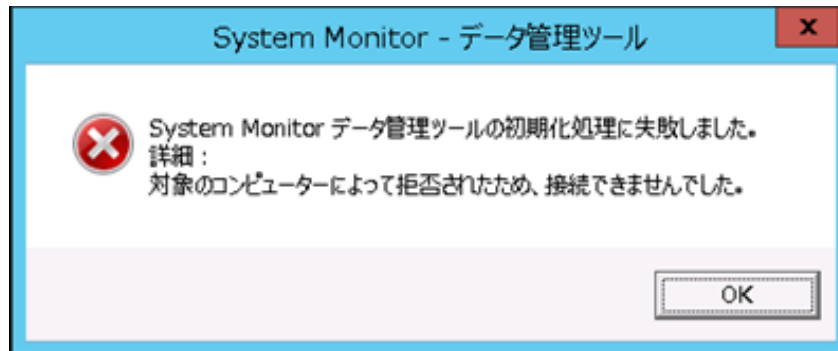 System Monitor - データ管理ツール
System Monitor データ管理ツールの初期化処理に失敗しました。
詳細：
対象のコンピューターによって拒否されたため、接続できませんでした。
OK